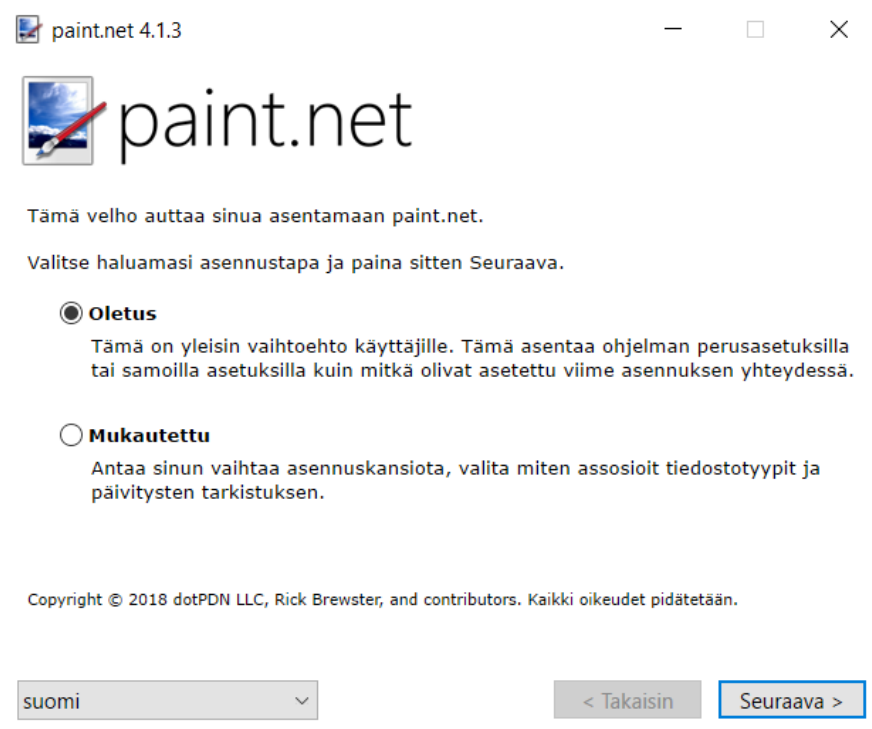 paint.net 4.1.3
paint.net
Tämä velho auttaa sinua asentamaan paint.net.
Valitse haluamasi asennustapa ja paina sitten Seuraava.
Oletus
Tämä on yleisin vaihtoehto käyttäjille. Tämä asentaa ohjelman perusasetuksilla
tai samoilla asetuksilla kuin mitkä olivat asetettu viime asennuksen yhteydessä.
Mukautettu
Antaa sinun vaihtaa asennuskansiota, valita miten assosioit tiedostotyypit ja
päivitysten tarkistuksen.
Copyright © 2018 dotPDN LLC, Rick Brewster, and contributors. Kaikki oikeudet pidätetään.
suomi
< Takaisin
Seuraava >